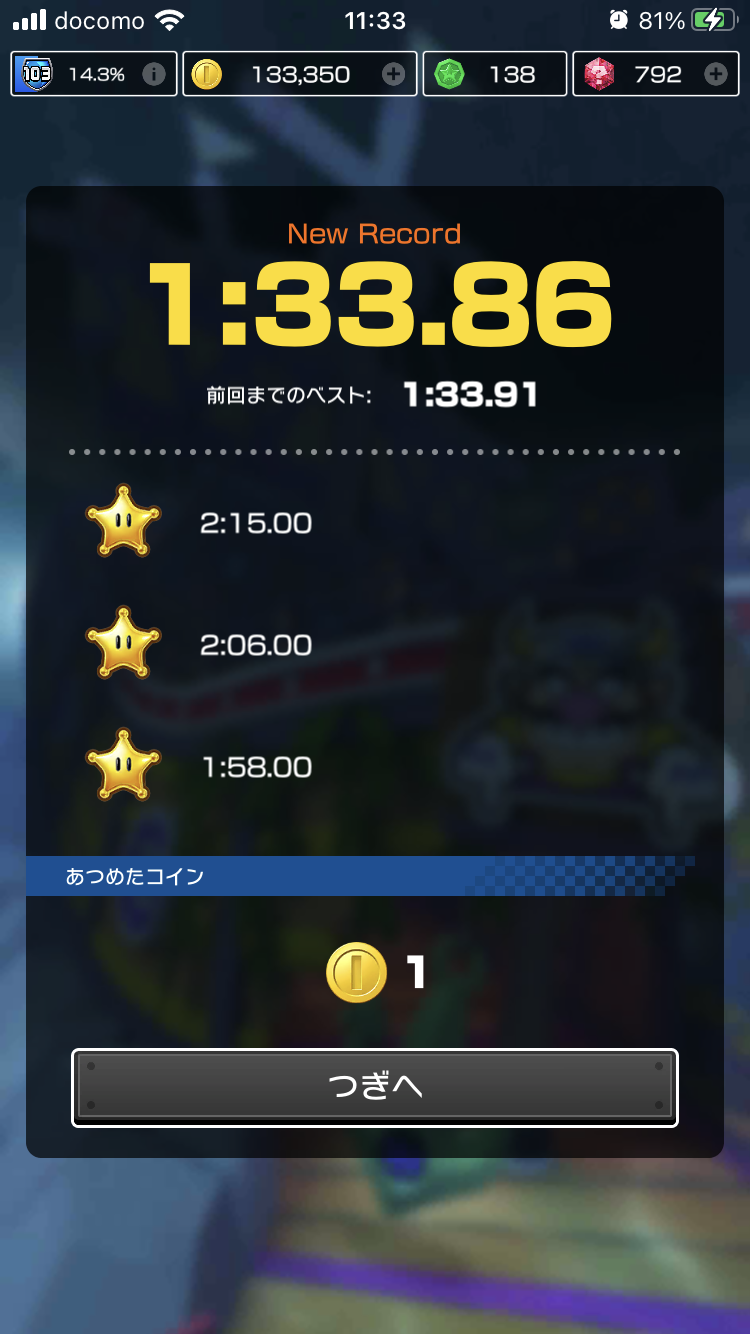 docomo 11:33 81%
103 14.3% i 133,350 + 138 792 +
New Record
1:33.86
前回までのベスト: 1:33.91
2:15.00
2:06.00
1:58.00
あつめたコイン
1
つぎへ